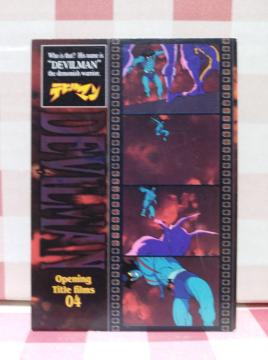 Who is that? His name is
"DEVILMAN"
the demonish warrior.
デビルマン
DEVILMAN
Opening
Title films
04